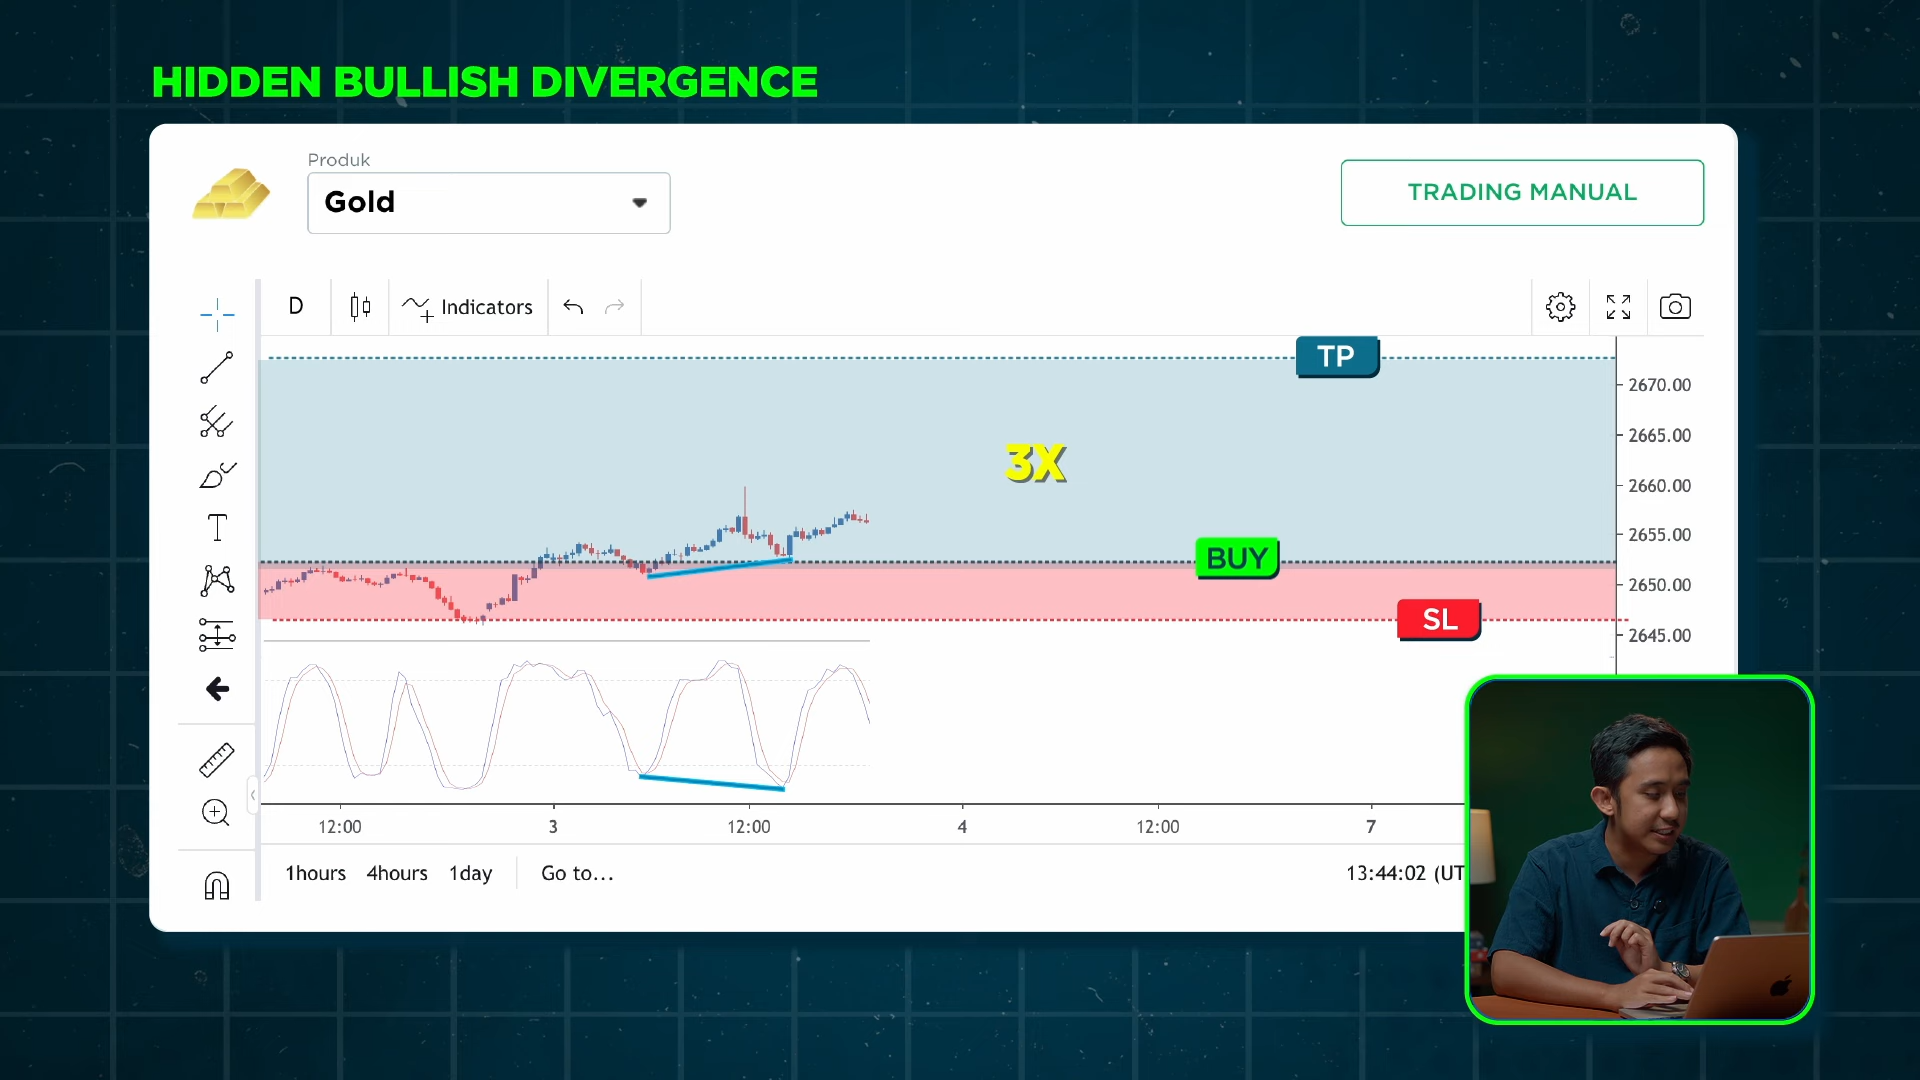 HIDDEN BULLISH DIVERGENCE
Produk
Gold
TRADING MANUAL
D
Indicators
TP
2670.00
2665.00
3X
2660.00
2655.00
BUY
2650.00
SL
2645.00
12:00
3
12:00
4
12:00
7
1hours
4hours
1day
Go to...
13:44:02 (UT